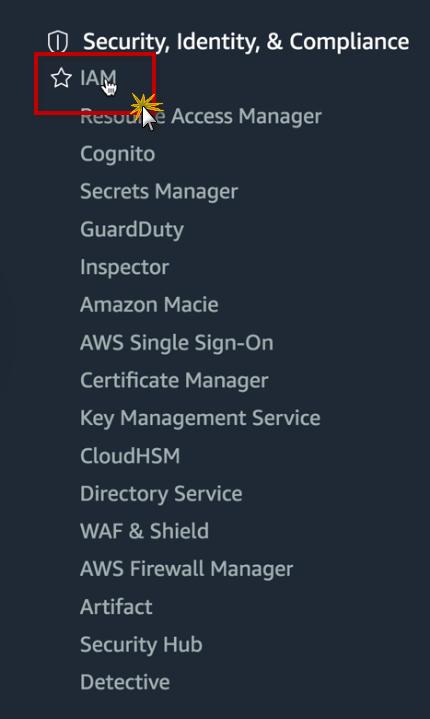 Security, Identity, & Compliance
IAM
Resource Access Manager
Cognito
Secrets Manager
GuardDuty
Inspector
Amazon Macie
AWS Single Sign-On
Certificate Manager
Key Management Service
CloudHSM
Directory Service
WAF & Shield
AWS Firewall Manager
Artifact
Security Hub
Detective